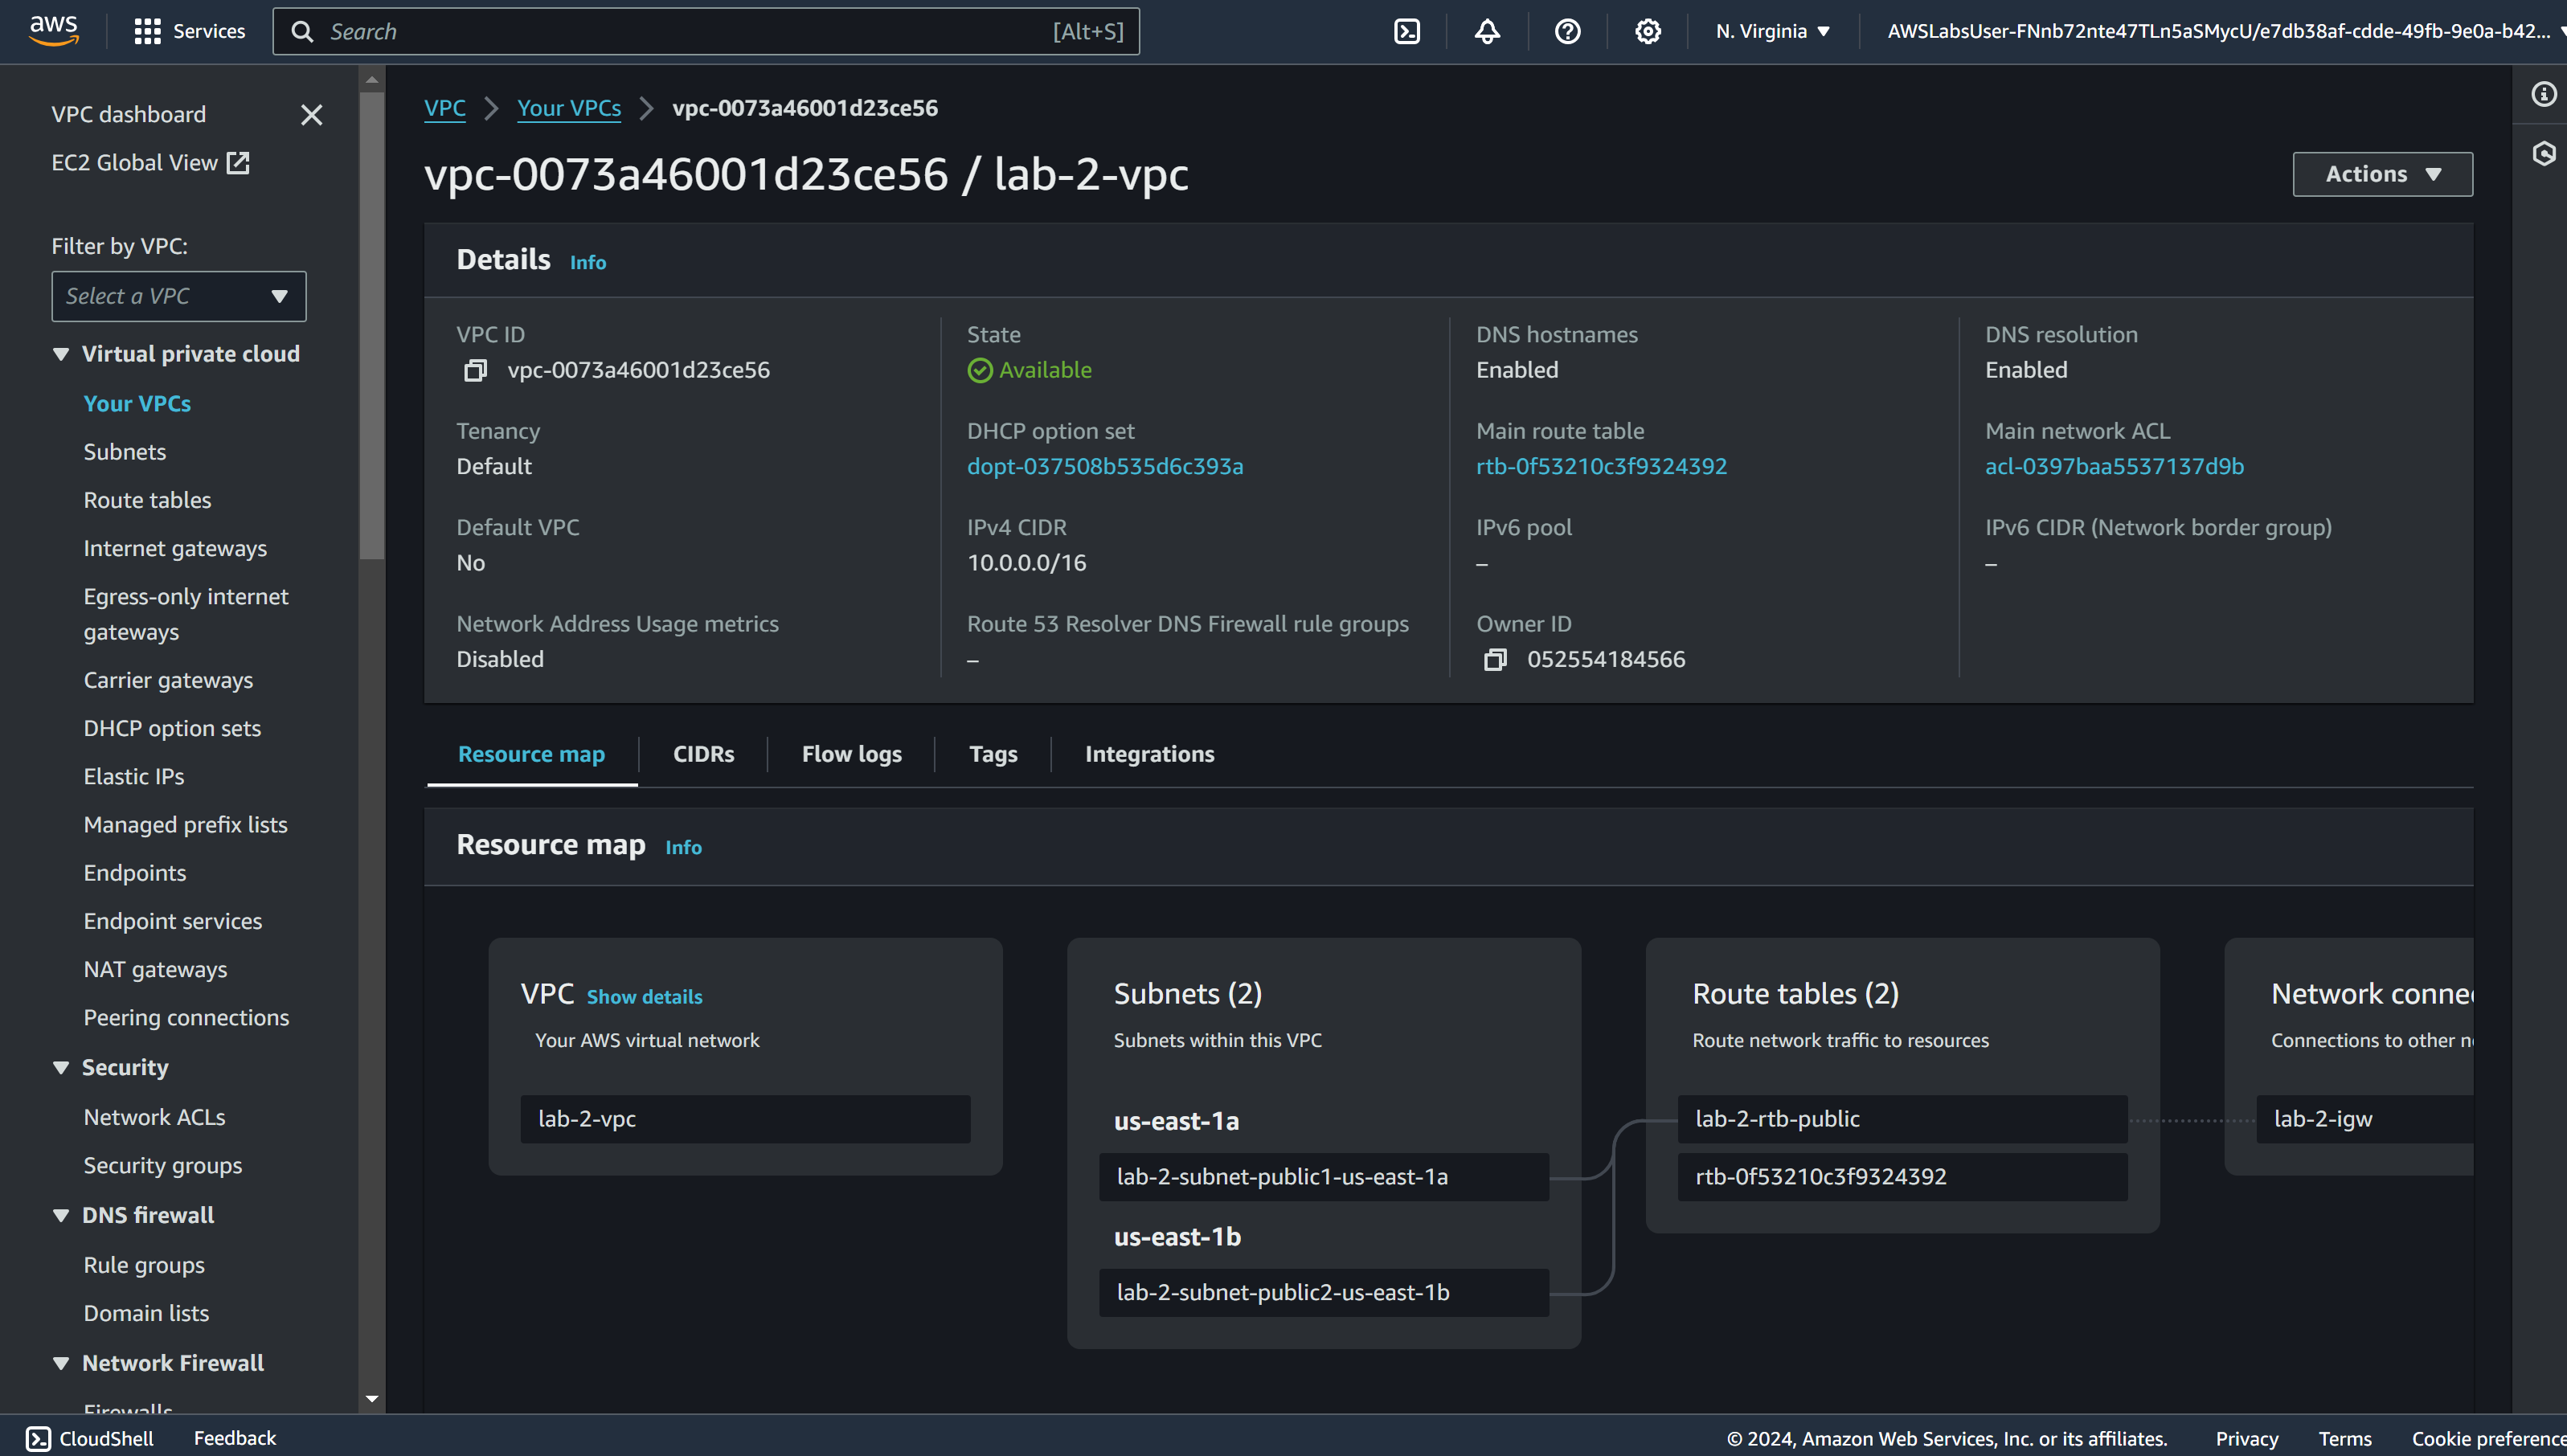 aws
Services
Search
[Alt+S]
N. Virginia
AWSLabsUser-FNnb72nte47TLn5aSMycU/e7db38af-cdde-49fb-9e0a-b42...
VPC dashboard
EC2 Global View
Filter by VPC:
Select a VPC
Virtual private cloud
Your VPCs
Subnets
Route tables
Internet gateways
Egress-only internet
gateways
Carrier gateways
DHCP option sets
Elastic IPs
Managed prefix lists
Endpoints
Endpoint services
NAT gateways
Peering connections
Security
Network ACLs
Security groups
DNS firewall
Rule groups
Domain lists
Network Firewall
Firewalls
VPC
Your VPCs
vpc-0073a46001d23ce56
vpc-0073a46001d23ce56 / lab-2-vpc
Actions
Details Info
VPC ID
vpc-0073a46001d23ce56
State
Available
DNS hostnames
Enabled
DNS resolution
Enabled
Tenancy
Default
DHCP option set
dopt-037508b535d6c393a
Main route table
rtb-0f53210c3f9324392
Main network ACL
acl-0397baa5537137d9b
Default VPC
No
IPv4 CIDR
10.0.0.0/16
IPv6 pool
–
IPv6 CIDR (Network border group)
–
Network Address Usage metrics
Disabled
Route 53 Resolver DNS Firewall rule groups
–
Owner ID
052554184566
Resource map
CIDRs
Flow logs
Tags
Integrations
Resource map Info
VPC Show details
Your AWS virtual network
lab-2-vpc
Subnets (2)
Subnets within this VPC
us-east-1a
lab-2-subnet-public1-us-east-1a
us-east-1b
lab-2-subnet-public2-us-east-1b
Route tables (2)
Route network traffic to resources
lab-2-rtb-public
rtb-0f53210c3f9324392
Network conne
Connections to other n
lab-2-igw
CloudShell
Feedback
© 2024, Amazon Web Services, Inc. or its affiliates.
Privacy
Terms
Cookie preference